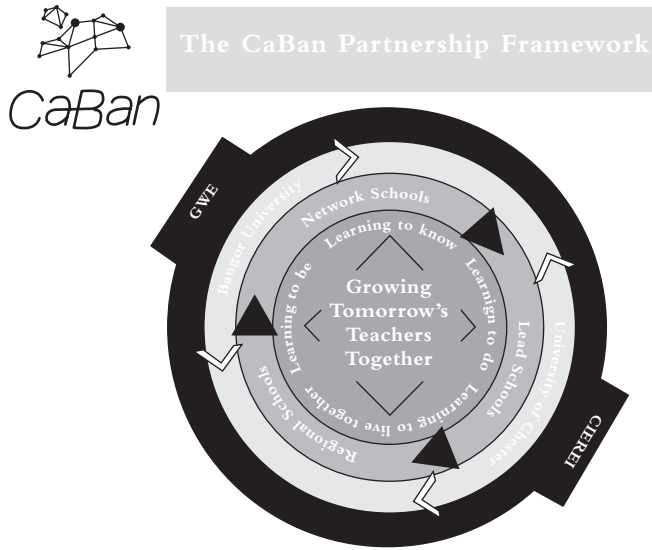 CaBan
The CaBan Partnership Framework
GWE
Bangor University
Network Schools
Learning to know
Learnign to do
Lead Schools
University of Chester
CIEREI
Learning to be
Growing
Tomorrow's
Teachers
Together
Learning to live together
Regional Schools